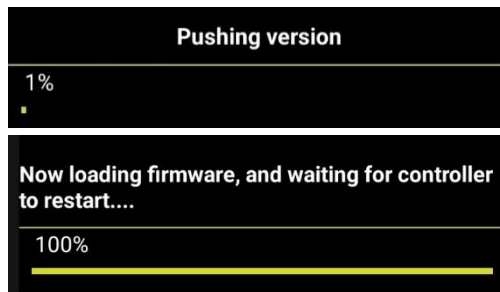 Pushing version
1%
Now loading firmware, and waiting for controller
to restart....
100%